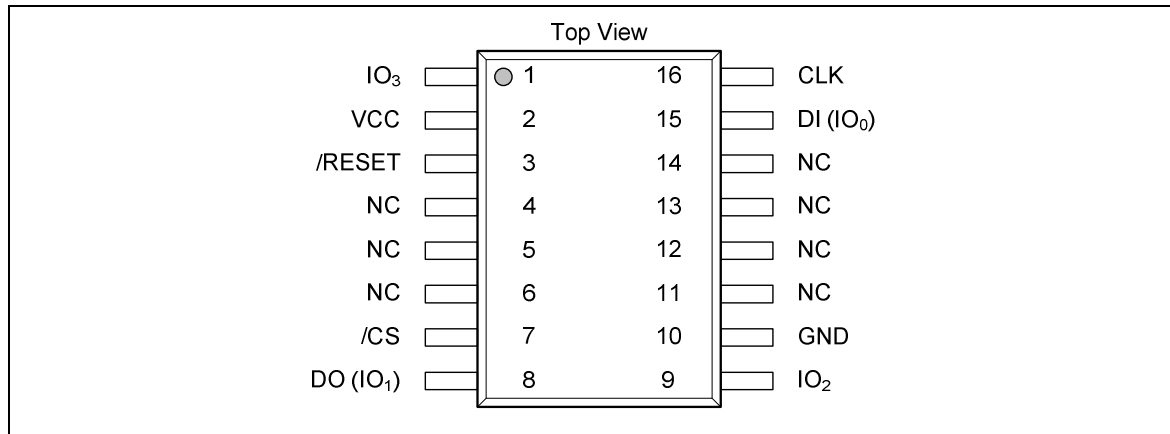 Top View
IO₃ 1 16 CLK
VCC 2 15 DI (IO₀)
/RESET 3 14 NC
NC 4 13 NC
NC 5 12 NC
NC 6 11 NC
/CS 7 10 GND
DO (IO₁) 8 9 IO₂